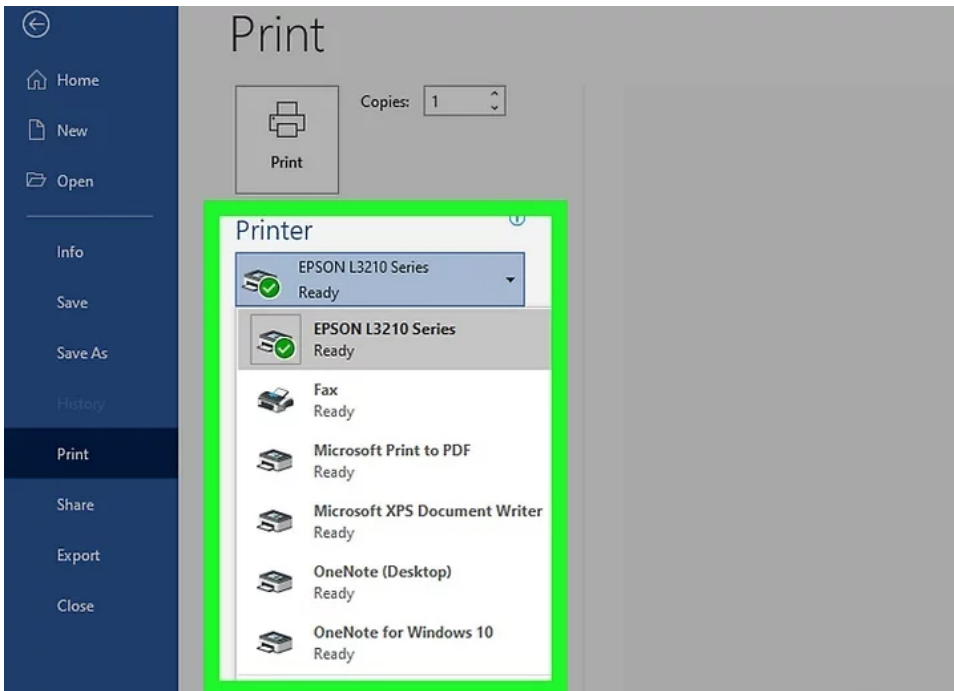 Print
Home
New
Open
Info
Save
Save As
History
Print
Share
Export
Close
Print
Copies: 1
Printer
EPSON L3210 Series
Ready
EPSON L3210 Series
Ready
Fax
Ready
Microsoft Print to PDF
Ready
Microsoft XPS Document Writer
Ready
OneNote (Desktop)
Ready
OneNote for Windows 10
Ready